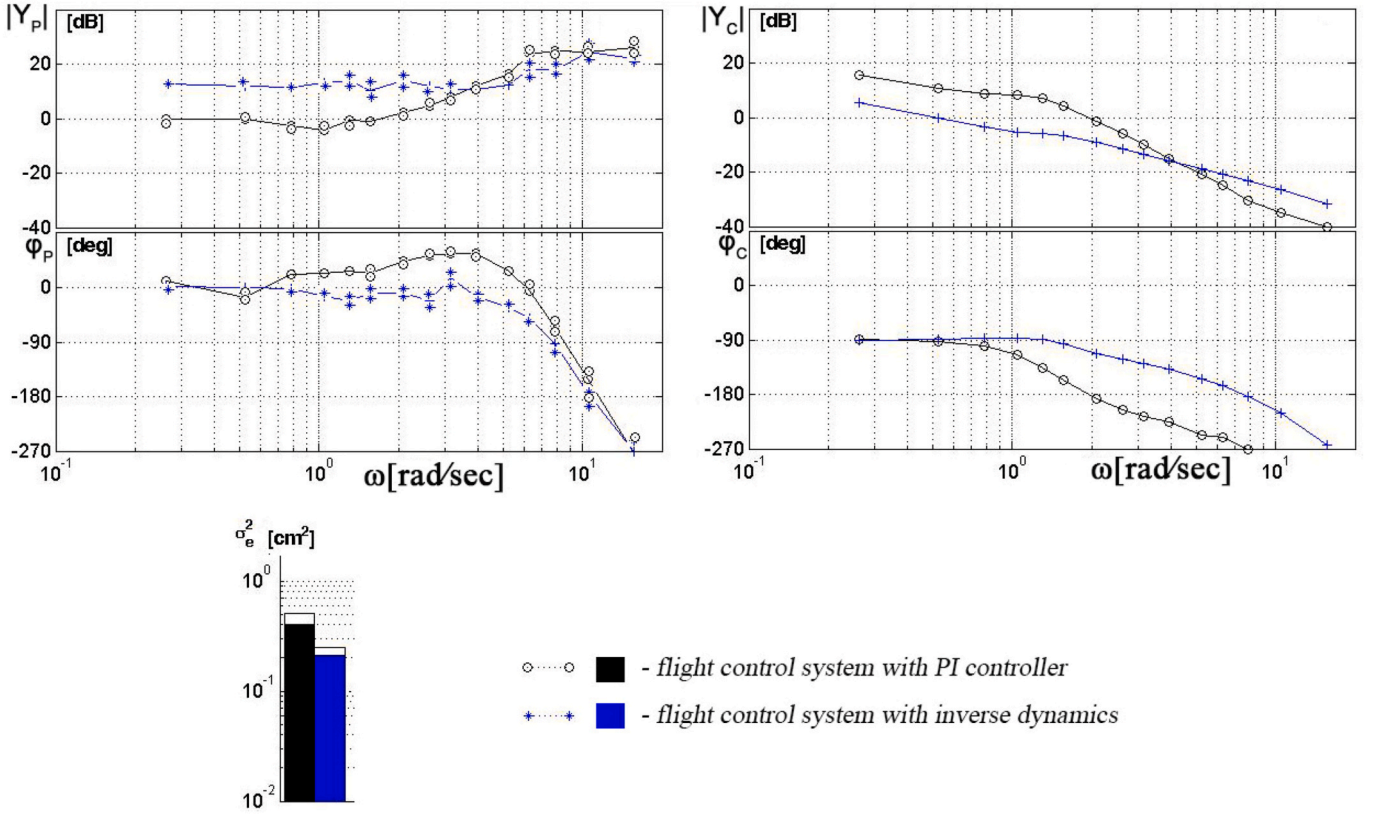 |Y_P| [dB]
20
0
-20
-40
φ_P [deg]
0
-90
-180
-270
10^-1 10^0 10^1
ω[rad/sec]
|Y_C| [dB]
20
0
-20
-40
φ_C [deg]
0
-90
-180
-270
10^-1 10^0 10^1
ω[rad/sec]
σ_e^2 [cm^2]
10^0
10^-1
10^-2
- flight control system with PI controller
- flight control system with inverse dynamics